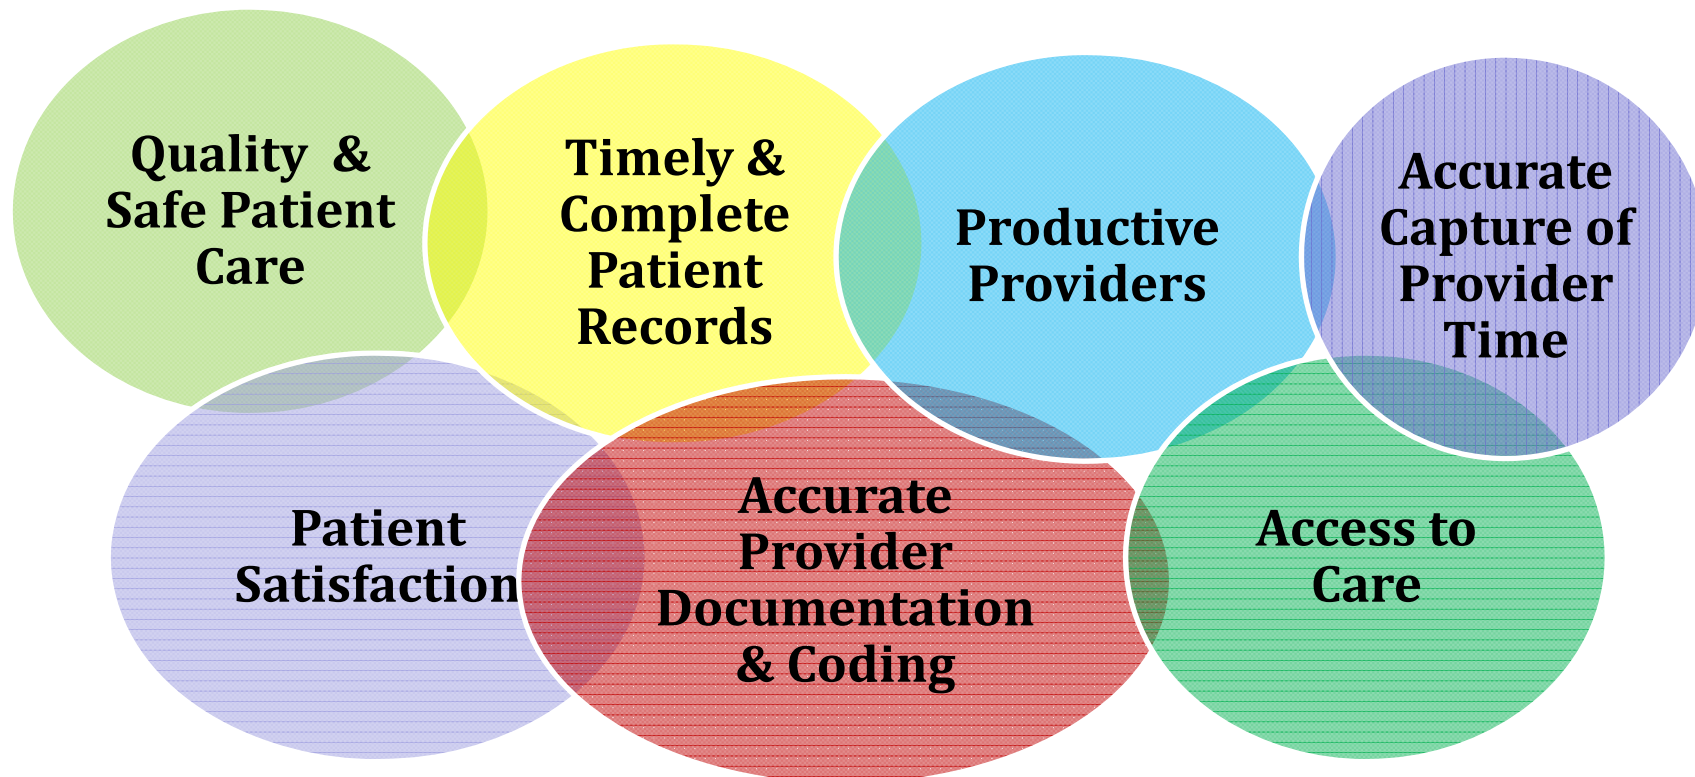 Quality  &
Safe Patient
Care
Timely &
Complete
Patient
Records
Productive
Providers
Accurate
Capture of
Provider
Time
Patient
Satisfaction
Accurate
Provider
Documentation
& Coding
Access to
Care